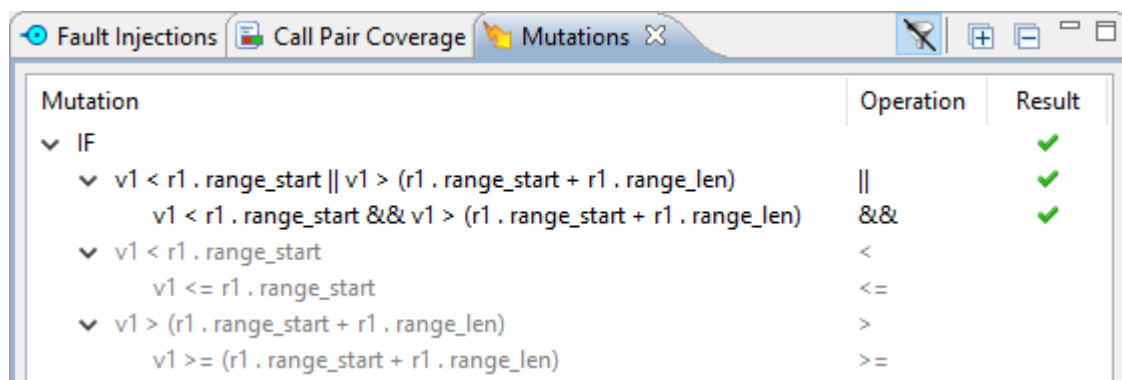 Fault Injections Call Pair Coverage Mutations
Mutation Operation Result
IF
v1 < r1 . range_start || v1 > (r1 . range_start + r1 . range_len) ||
v1 < r1 . range_start && v1 > (r1 . range_start + r1 . range_len) &&
v1 < r1 . range_start <
v1 <= r1 . range_start <=
v1 > (r1 . range_start + r1 . range_len) >
v1 >= (r1 . range_start + r1 . range_len) >=